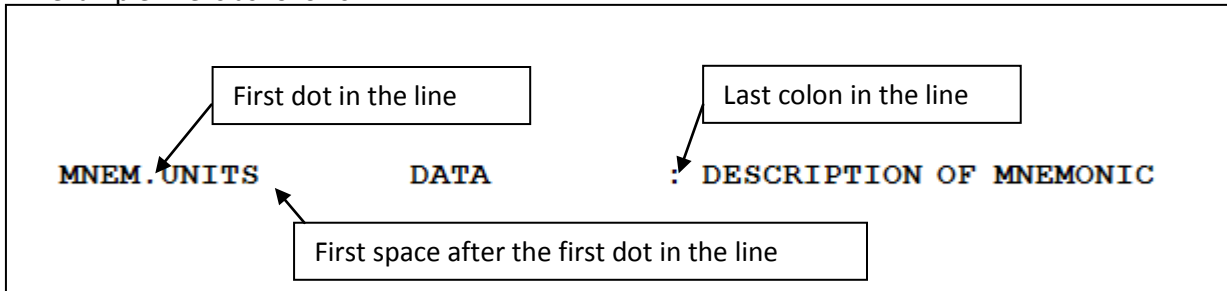 First dot in the line
Last colon in the line
MNEM.UNITS DATA : DESCRIPTION OF MNEMONIC
First space after the first dot in the line